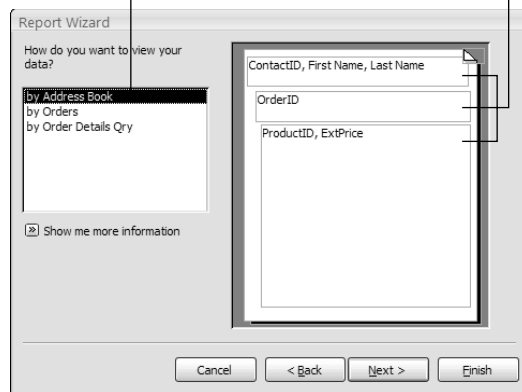 Report Wizard
How do you want to view your
data?
by Address Book
by Orders
by Order Details Qry
Show me more information
ContactID, First Name, Last Name
OrderID
ProductID, ExtPrice
Cancel
< Back
Next >
Finish